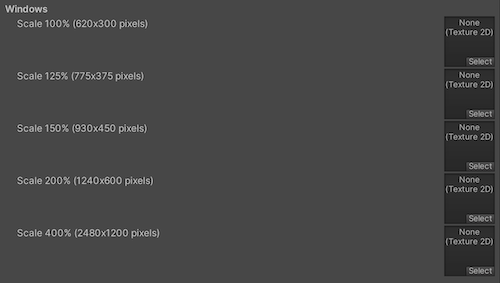 Windows
Scale 100% (620x300 pixels)
None
(Texture 2D)
Select
Scale 125% (775x375 pixels)
None
(Texture 2D)
Select
Scale 150% (930x450 pixels)
None
(Texture 2D)
Select
Scale 200% (1240x600 pixels)
None
(Texture 2D)
Select
Scale 400% (2480x1200 pixels)
None
(Texture 2D)
Select